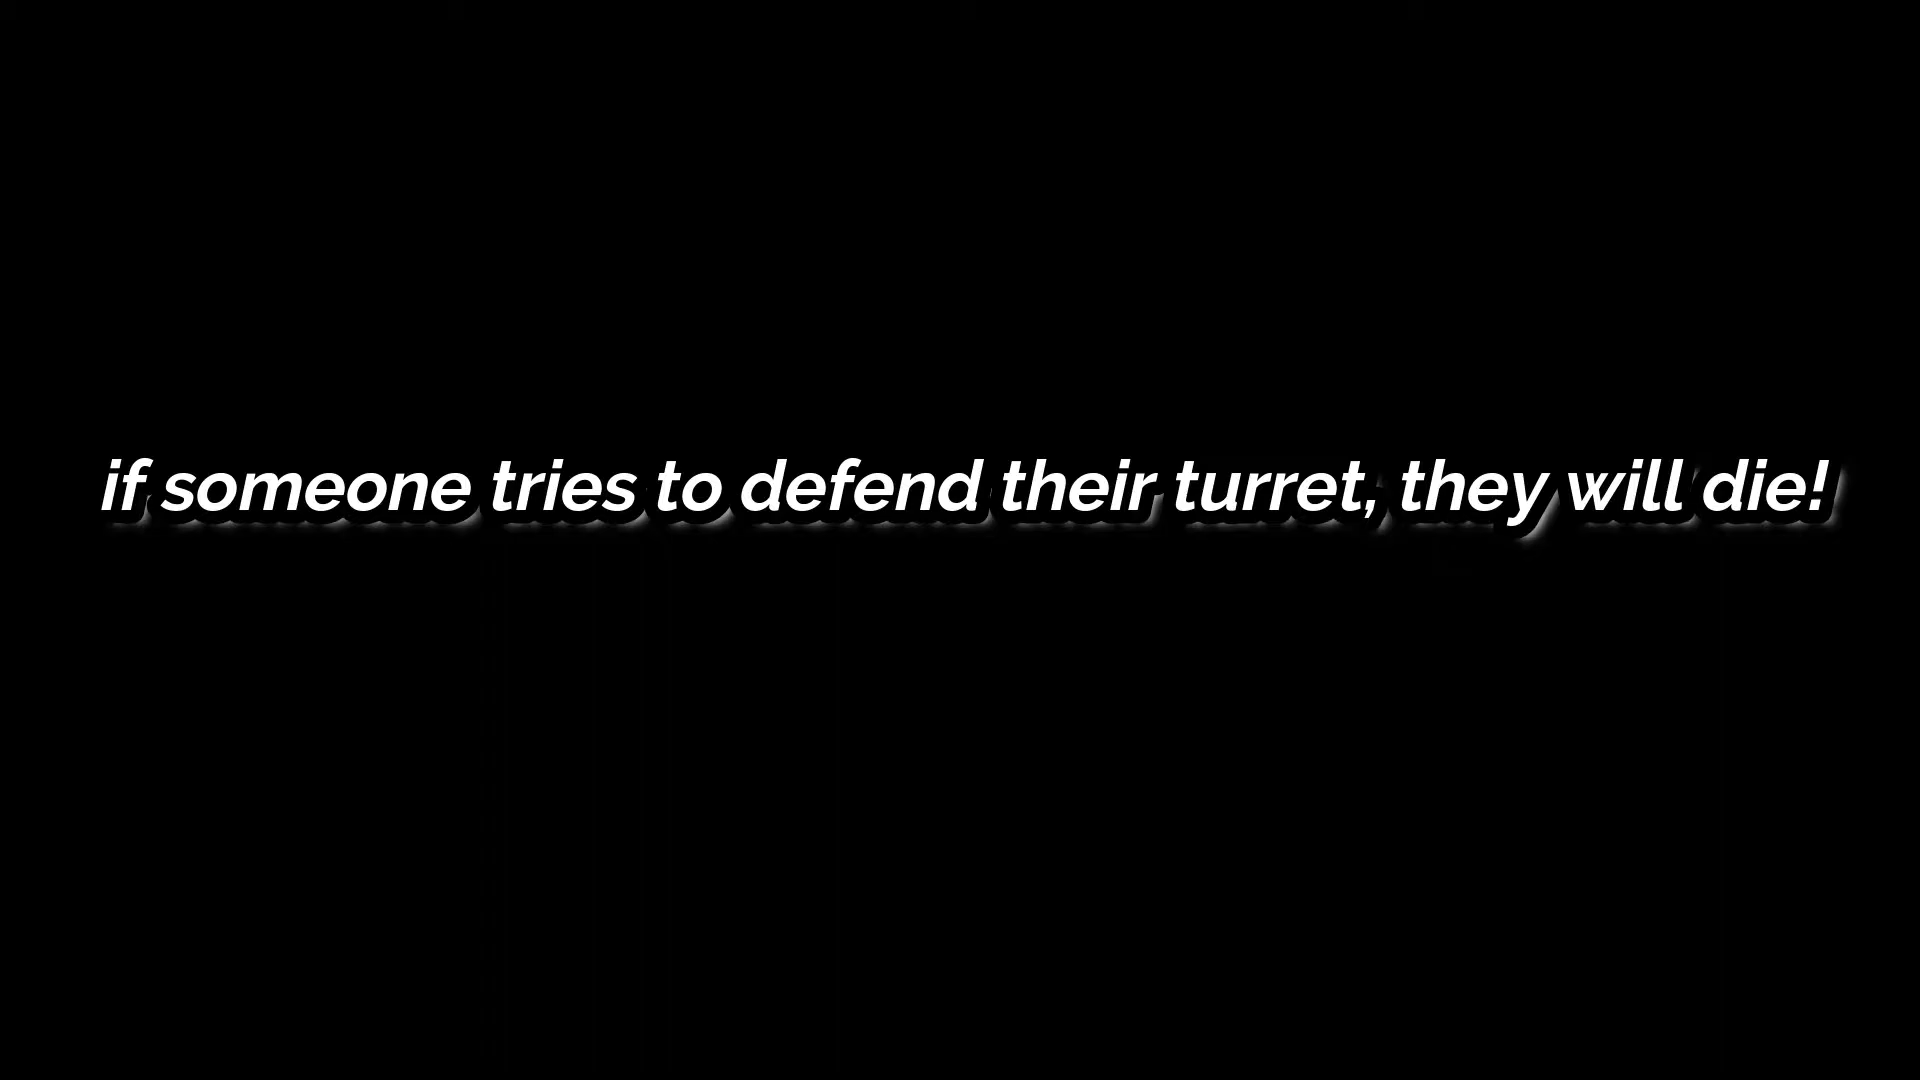 if someone tries to defend their turret, they will die!